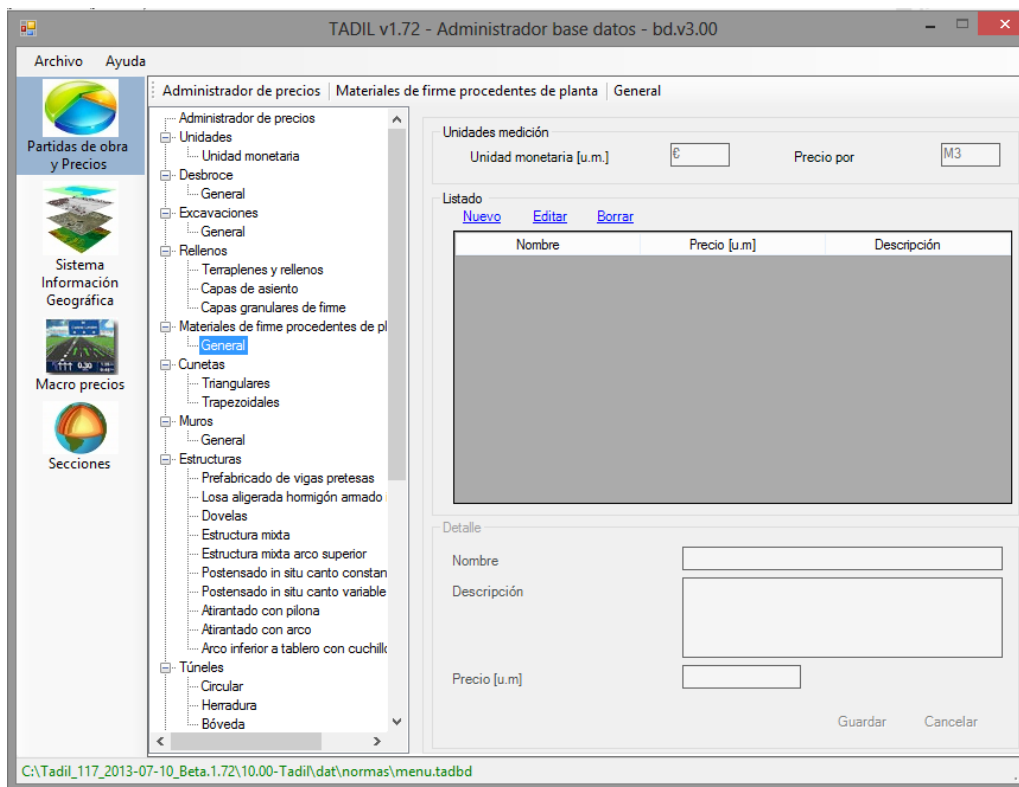 TADIL v1.72 - Administrador base datos - bd.v3.00
Archivo Ayuda
Partidas de obra
y Precios
Sistema
Información
Geográfica
Macro precios
Secciones
Administrador de precios Materiales de firme procedentes de planta General
Administrador de precios
Unidades
Unidad monetaria
Desbroce
General
Excavaciones
General
Rellenos
Terraplenes y rellenos
Capas de asiento
Capas granulares de firme
Materiales de firme procedentes de pl
General
Cunetas
Triangulares
Trapezoidales
Muros
General
Estructuras
Prefabricado de vigas pretesas
Losa aligerada hormigón armado
Dovelas
Estructura mixta
Estructura mixta arco superior
Postensado in situ canto constan
Postensado in situ canto variable
Atirantado con pilona
Atirantado con arco
Arco inferior a tablero con cuchillo
Túneles
Circular
Herradura
Bóveda
Unidades medición
Unidad monetaria [u.m.] € Precio por M3
Listado
Nuevo Editar Borrar
Nombre Precio [u.m] Descripción
Detalle
Nombre
Descripción
Precio [u.m]
Guardar Cancelar
C:\Tadil_117_2013-07-10_Beta.1.72\10.00-Tadil\dat\normas\menu.tadbd